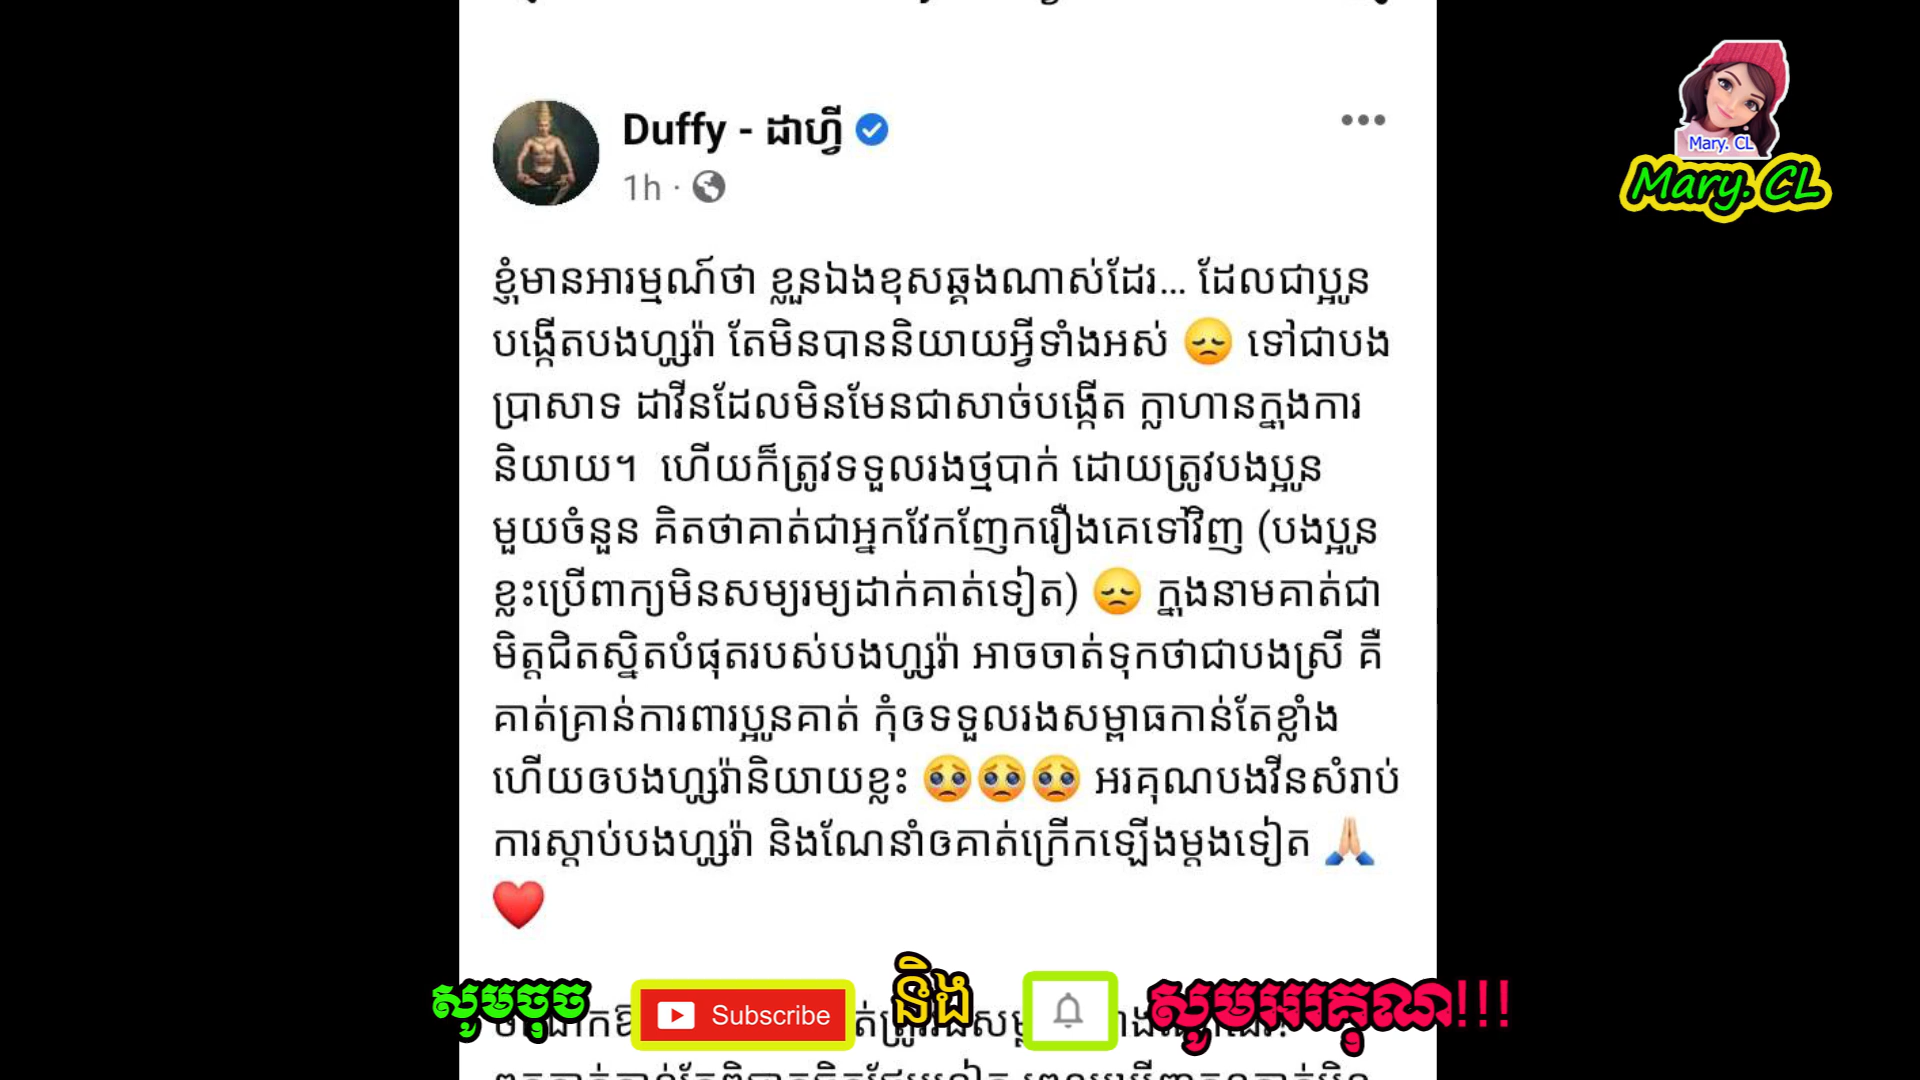 Duffy - ដាហ្វី
1h
Mary. CL
Mary. CL
ខ្ញុំមានអារម្មណ៍ថា ខ្លួនឯងខុសឆ្គងណាស់ដែរ... ដែលជាប្អូន
បង្កើតបងហ្សូរ៉ា តែមិនបាននិយាយអ្វីទាំងអស់ 😞 ទៅជាបង
ប្រាសាទ ដាវីនដែលមិនមែនជាសាច់បង្កើត ក្លាហានក្នុងការ
និយាយ។ ហើយក៏ត្រូវទទួលរងថ្មបាក់ ដោយត្រូវបងប្អូន
មួយចំនួន គិតថាគាត់ជាអ្នកវែកញែករឿងគេទៅវិញ (បងប្អូន
ខ្លះប្រើពាក្យមិនសម្យរម្យដាក់គាត់ទៀត) 😞 ក្នុងនាមគាត់ជា
មិត្តជិតស្និតបំផុតរបស់បងហ្សូរ៉ា អាចចាត់ទុកថាជាបងស្រី គឺ
គាត់គ្រាន់ការពារប្អូនគាត់ កុំឲទទួលរងសម្ពាធកាន់តែខ្លាំង
ហើយឲបងហ្សូរ៉ានិយាយខ្លះ 🥺🥺🥺 អរគុណបងវីនសំរាប់
ការស្តាប់បងហ្សូរ៉ា និងណែនាំឲគាត់ក្រើកឡើងម្តងទៀត 🙏🏻
❤️
សូមចុច Subscribe និង សូមអរគុណ!!!